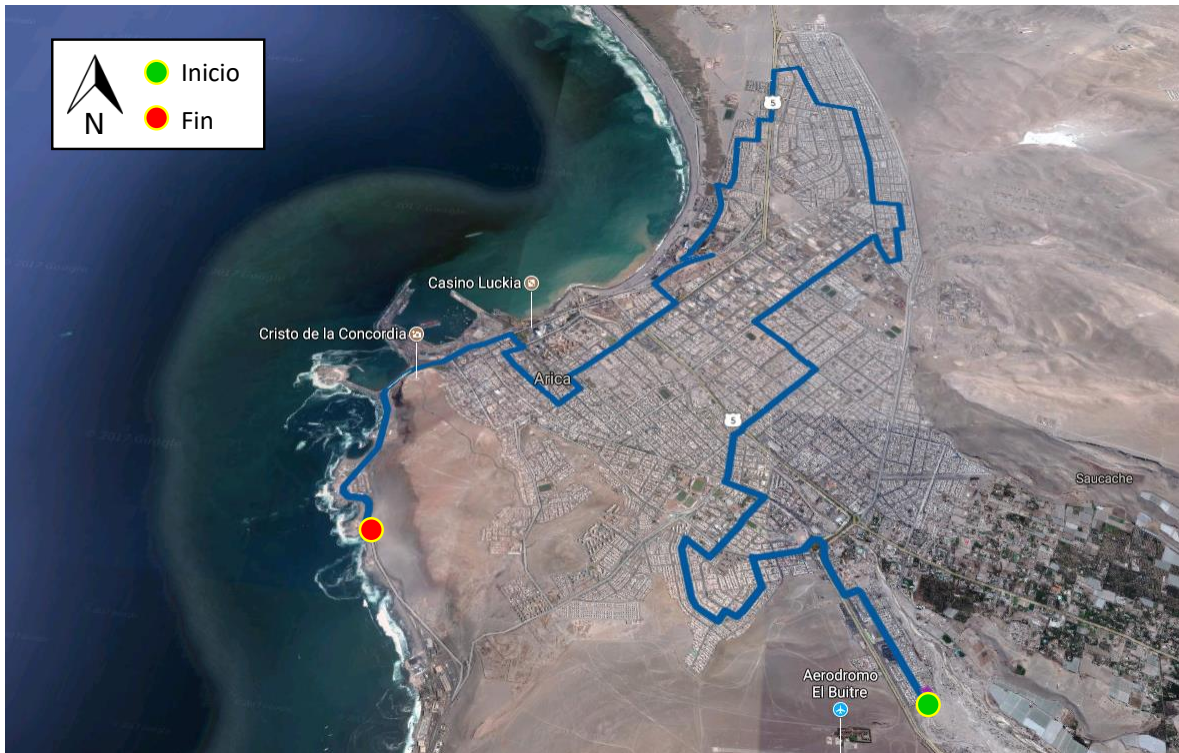 Inicio
N
Fin
5
Casino Luckia
Cristo de la Concordia
Arica
5
Saucache
Aerodromo
El Buitre